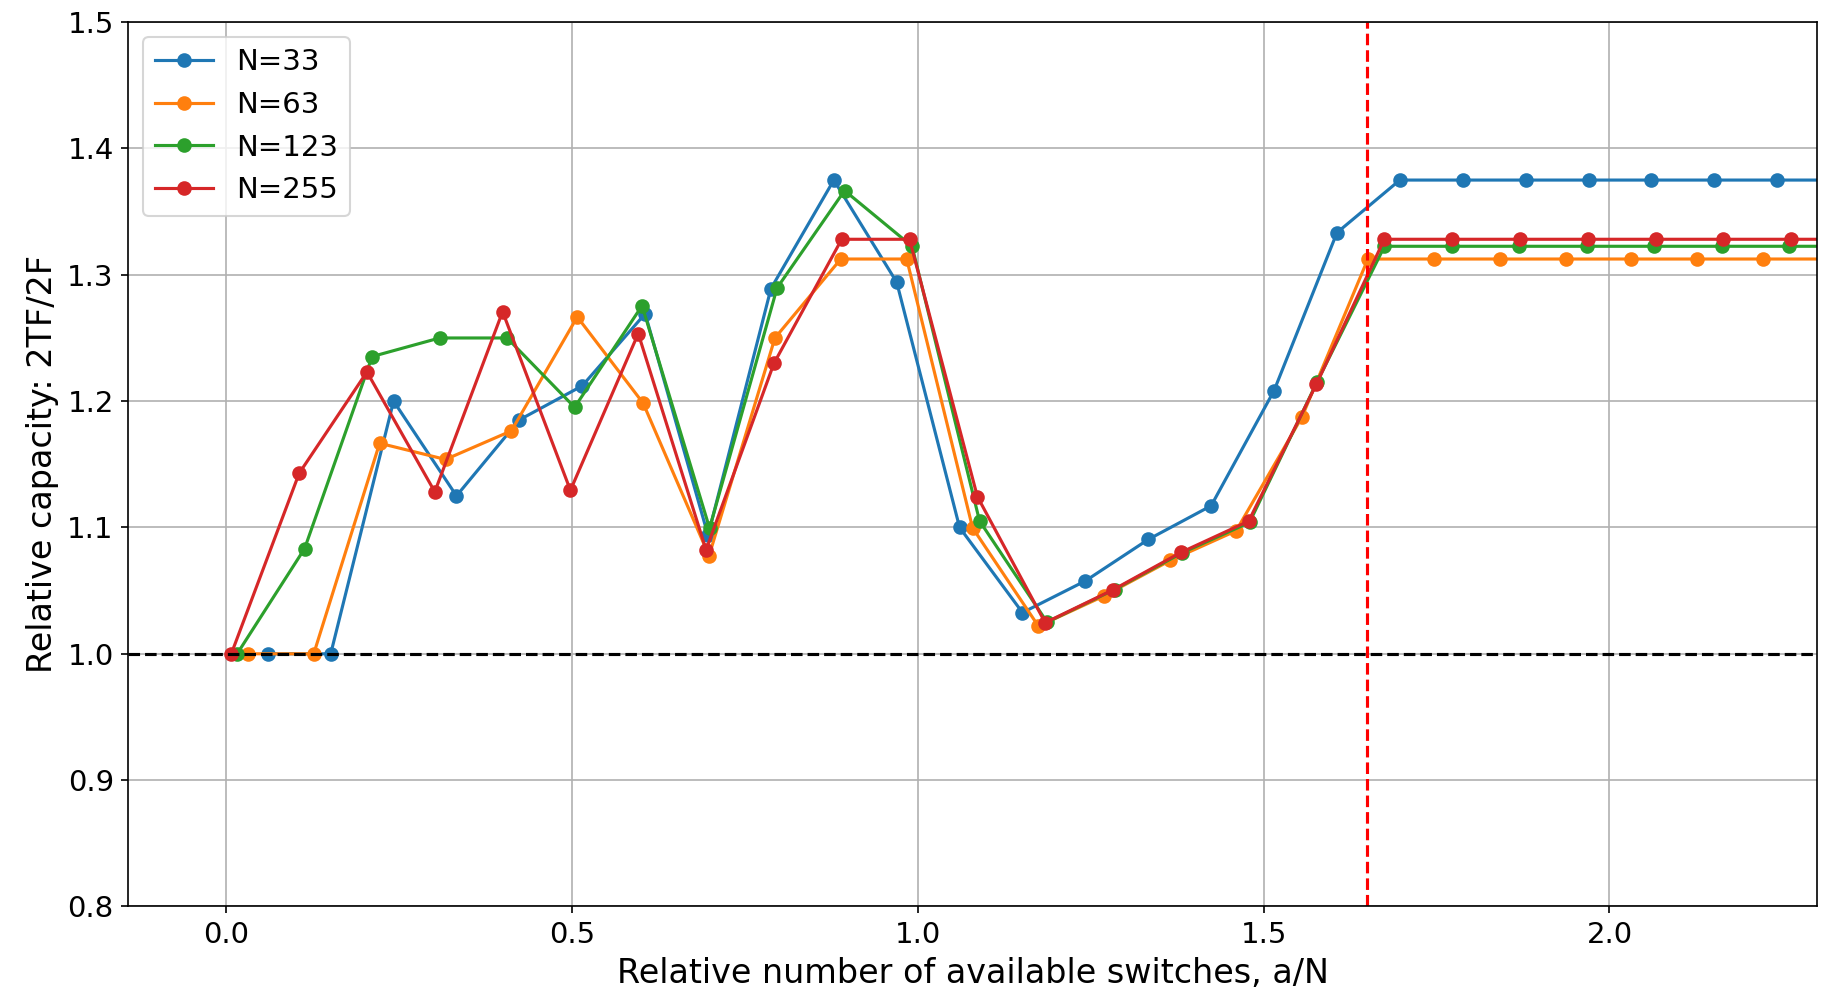 1.5
1.4
1.3
1.2
1.1
1.0
0.9
0.8
Relative capacity: 2TF/2F
N=33
N=63
N=123
N=255
0.0 0.5 1.0 1.5 2.0
Relative number of available switches, a/N